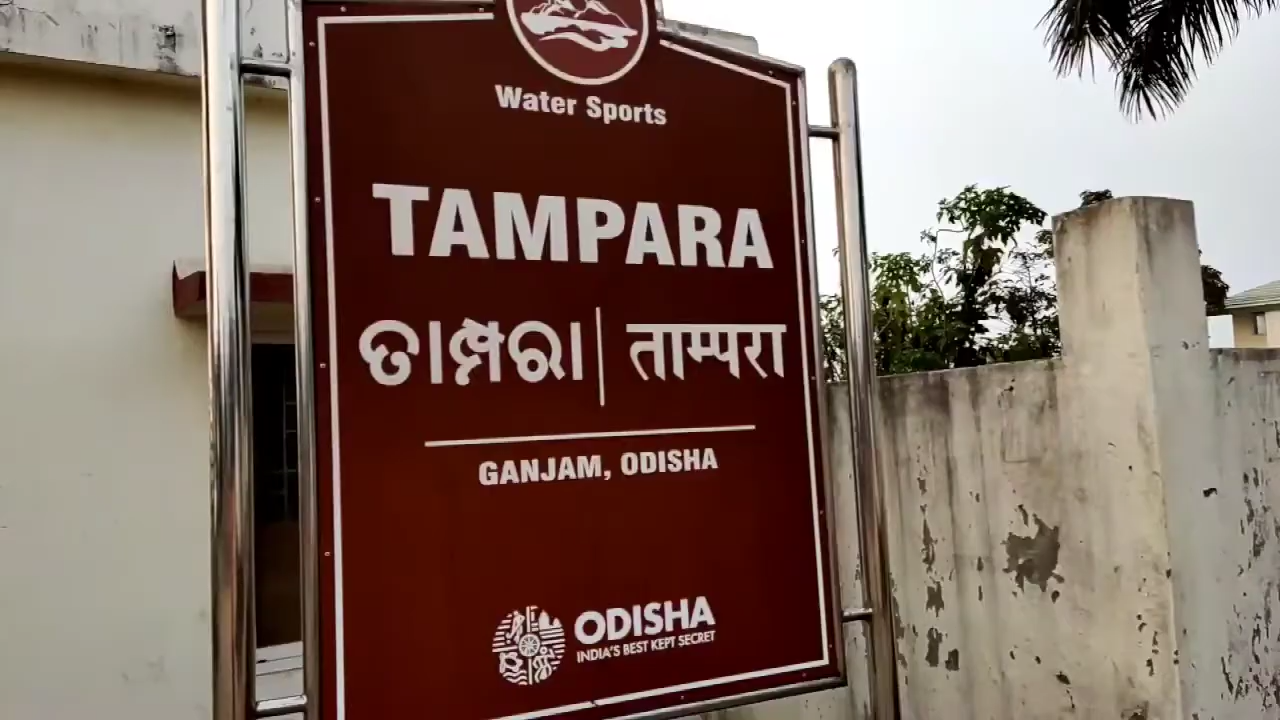 Water Sports
TAMPARA
ତାମ୍ପରା | ताम्परा
GANJAM, ODISHA
ODISHA
INDIA'S BEST KEPT SECRET